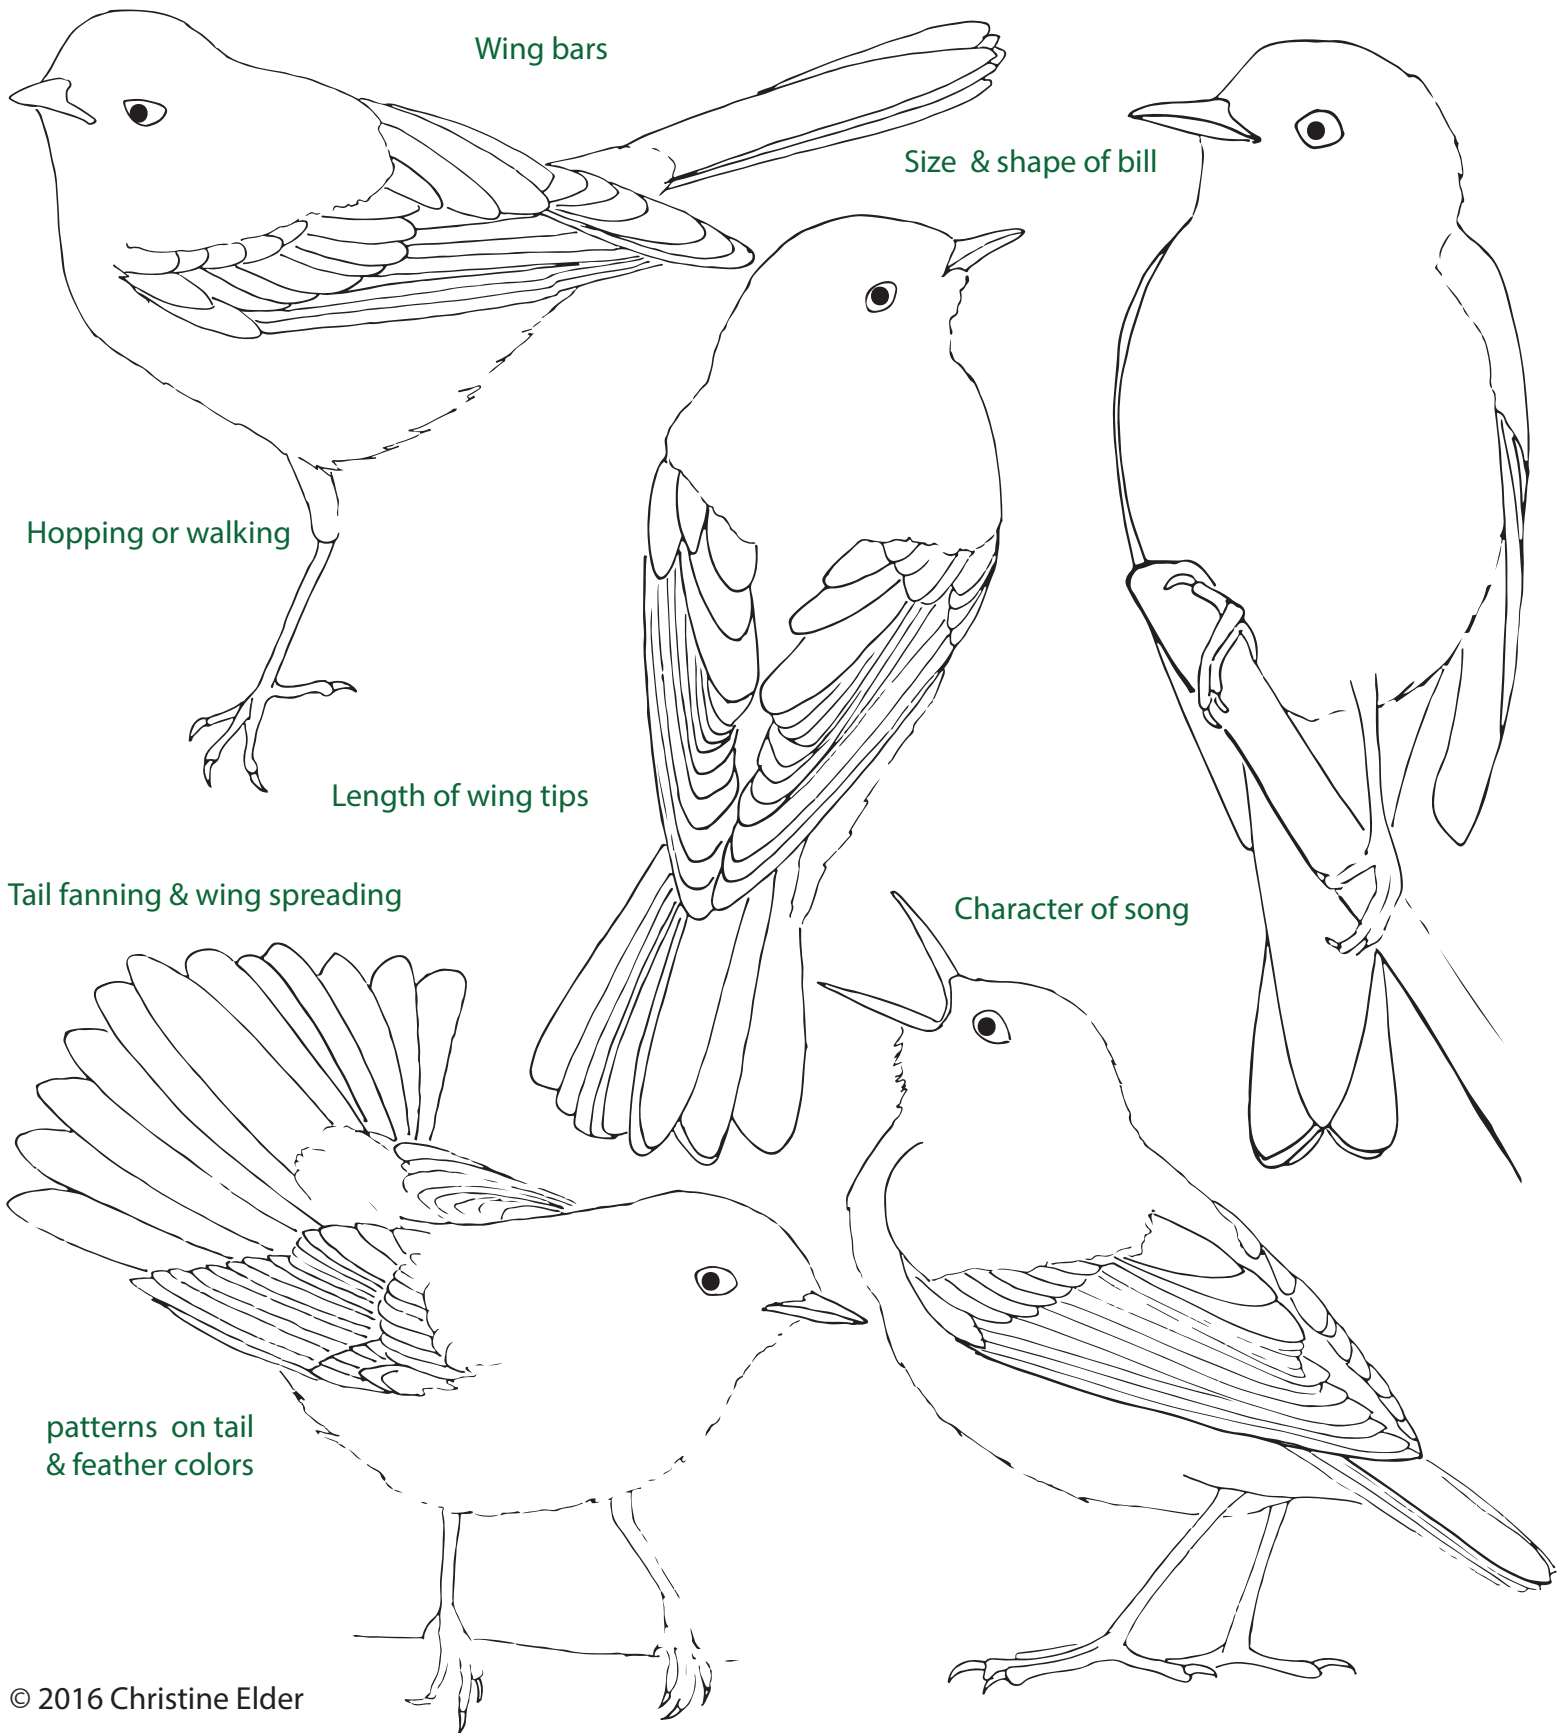 Wing bars
Size & shape of bill
Hopping or walking
Length of wing tips
Tail fanning & wing spreading
Character of song
patterns on tail
& feather colors
© 2016 Christine Elder